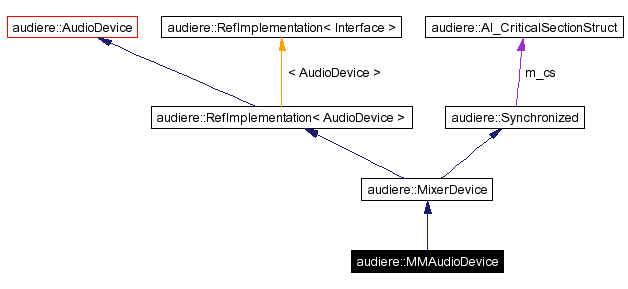 audiere::AudioDevice
audiere::RefImplementation< Interface >
audiere::AI_CriticalSectionStruct
< AudioDevice >
m_cs
audiere::RefImplementation< AudioDevice >
audiere::Synchronized
audiere::MixerDevice
audiere::MMAudioDevice